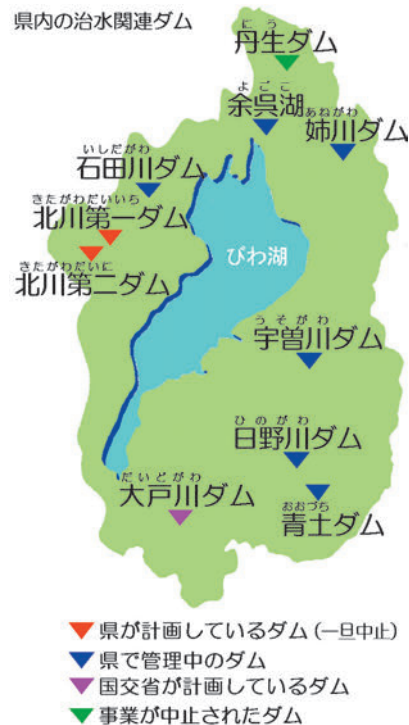 県内の治水関連ダム
にう
丹生ダム
よごこ
余呉湖
あねがわ
姉川ダム
いしだがわ
石田川ダム
きたがわだいいち
北川第一ダム
きたがわだいに
北川第二ダム
びわ湖
うそがわ
宇曽川ダム
ひのがわ
日野川ダム
だいどがわ
大戸川ダム
おおづち
青土ダム
県が計画しているダム(一旦中止)
県で管理中のダム
国交省が計画しているダム
事業が中止されたダム